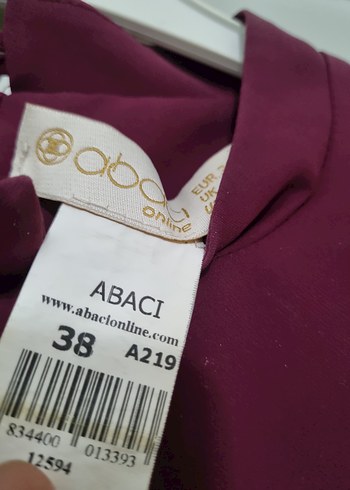 abaci
online
EUR
UK
ABACI
www.abacionline.com
38 A219
834400 013393
12594